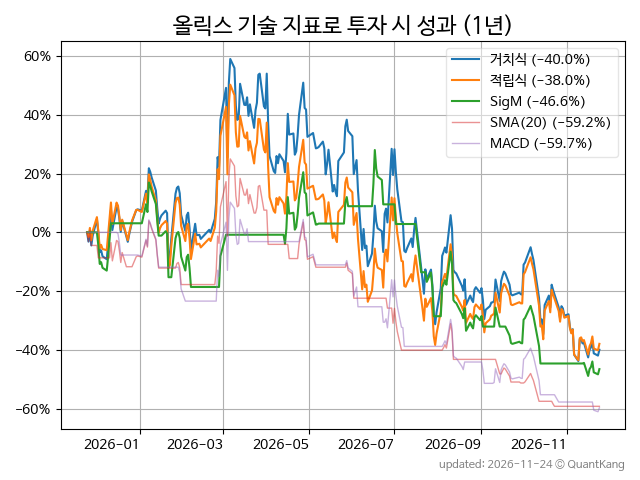 올릭스 기술 지표로 투자 시 성과 (1년)
거치식 (−40.0%)
적립식 (−38.0%)
SigM (−46.6%)
SMA(20) (−59.2%)
MACD (−59.7%)
60%
40%
20%
0%
−20%
−40%
−60%
2026-01 2026-03 2026-05 2026-07 2026-09 2026-11
updated: 2026-11-24 © QuantKang